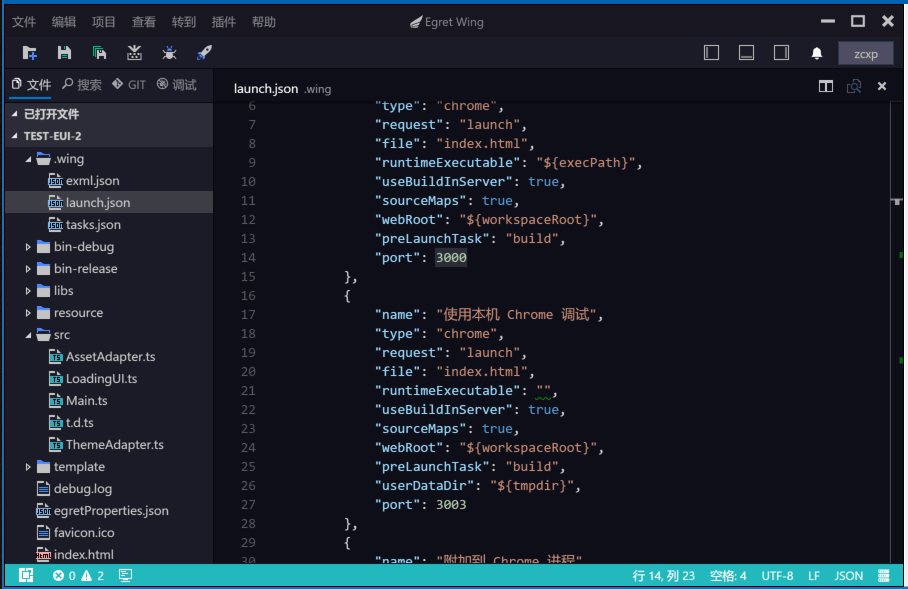 文件 编辑 项目 查看 转到 插件 帮助 Egret Wing
zcxp
文件 搜索 GIT 调试
launch.json .wing
已打开文件
TEST-EUI-2
.wing
exml.json
launch.json
tasks.json
bin-debug
bin-release
libs
resource
src
AssetAdapter.ts
LoadingUI.ts
Main.ts
t.d.ts
ThemeAdapter.ts
template
debug.log
egretProperties.json
favicon.ico
index.html
6 "type": "chrome",
7 "request": "launch",
8 "file": "index.html",
9 "runtimeExecutable": "${execPath}",
10 "useBuildInServer": true,
11 "sourceMaps": true,
12 "webRoot": "${workspaceRoot}",
13 "preLaunchTask": "build",
14 "port": 3000
15 },
16 {
17 "name": "使用本机 Chrome 调试",
18 "type": "chrome",
19 "request": "launch",
20 "file": "index.html",
21 "runtimeExecutable": "",
22 "useBuildInServer": true,
23 "sourceMaps": true,
24 "webRoot": "${workspaceRoot}",
25 "preLaunchTask": "build",
26 "userDataDir": "${tmpdir}",
27 "port": 3003
28 },
29 {
30 "name": "附加到 Chrome 进程"
0 2 行 14, 列 23 空格: 4 UTF-8 LF JSON